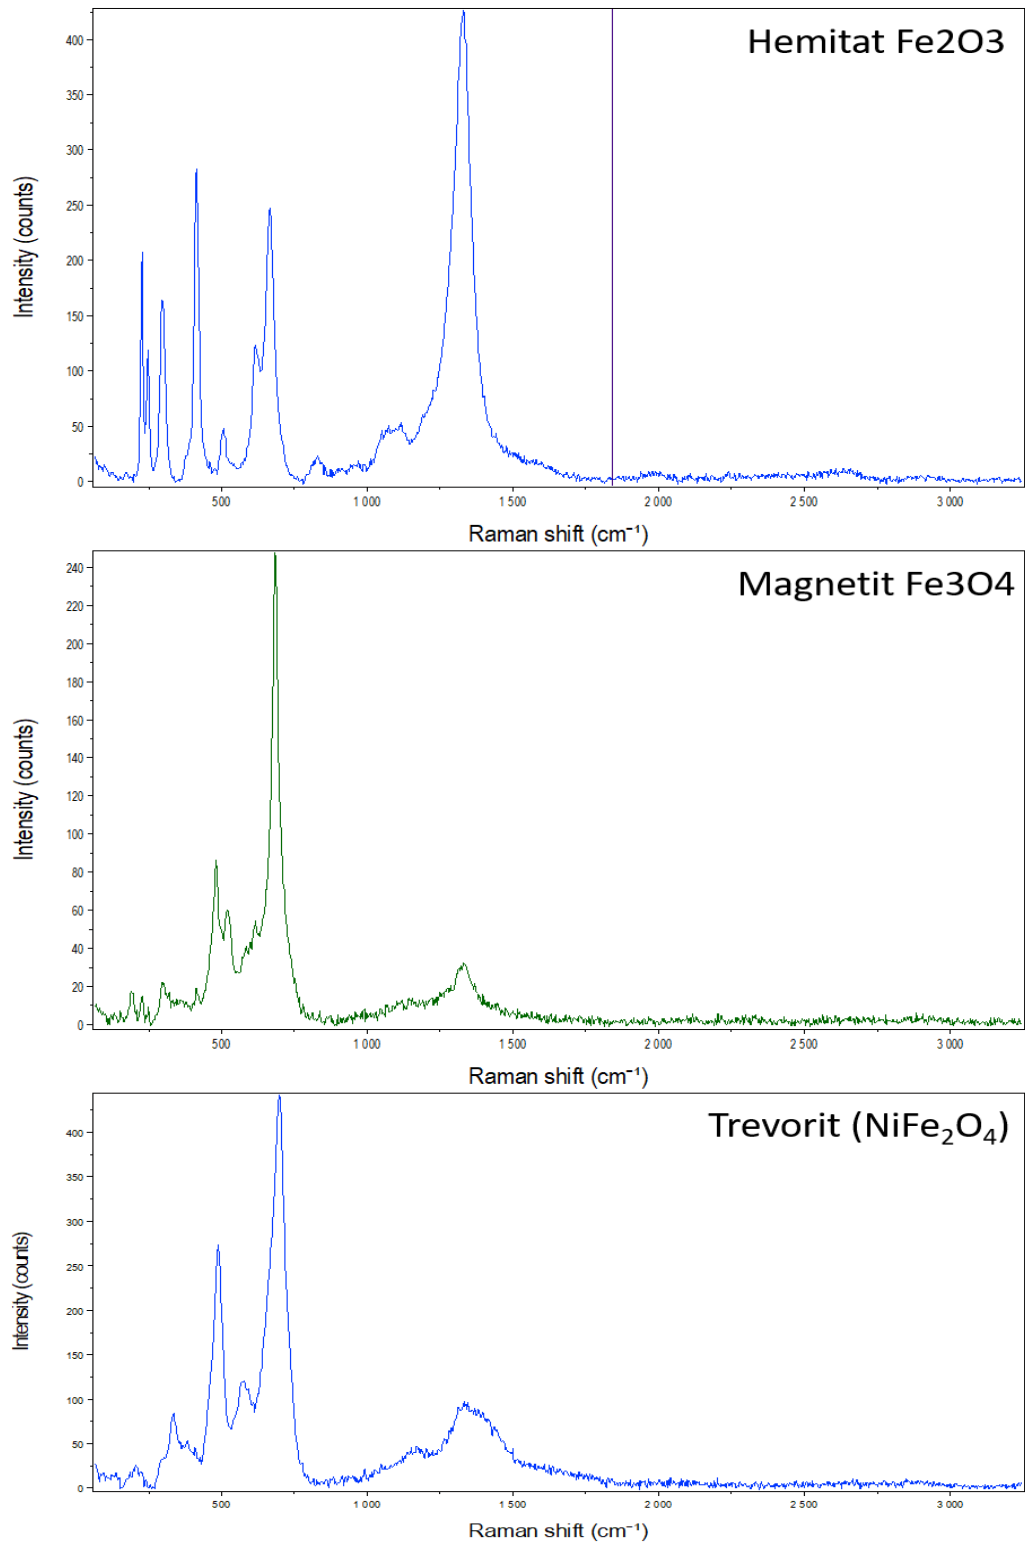 Hemitat Fe2O3
400
350
300
250
200
150
100
50
0
Intensity (counts)
500 1 000 1 500 2 000 2 500 3 000
Raman shift (cm⁻¹)
Magnetit Fe3O4
240
220
200
180
160
140
120
100
80
60
40
20
0
Intensity (counts)
500 1 000 1 500 2 000 2 500 3 000
Raman shift (cm⁻¹)
Trevorit (NiFe₂O₄)
400
350
300
250
200
150
100
50
0
Intensity (counts)
500 1 000 1 500 2 000 2 500 3 000
Raman shift (cm⁻¹)